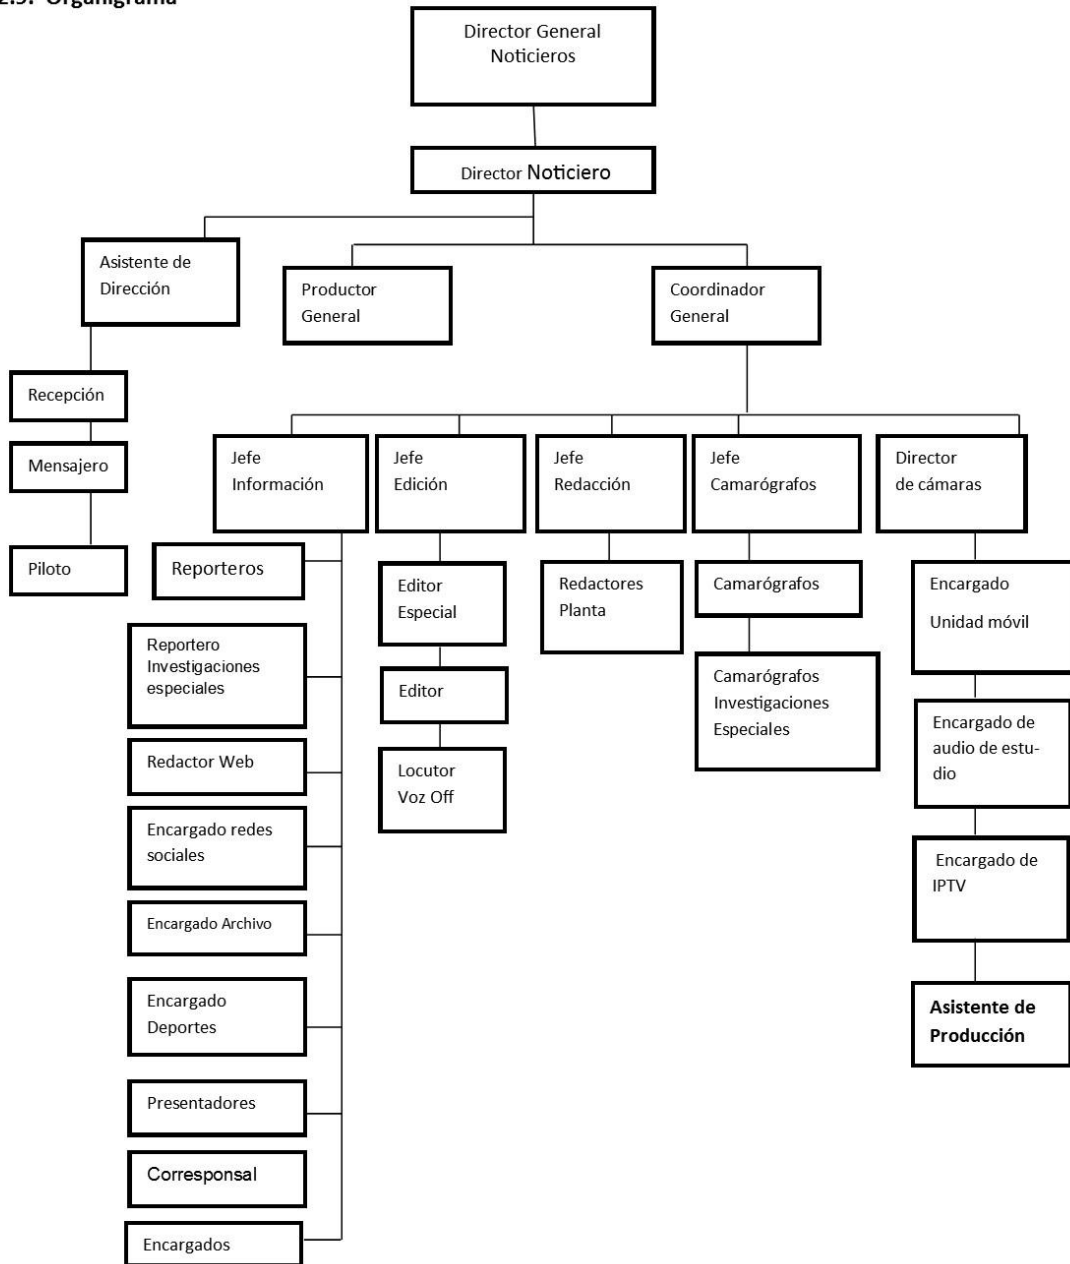 2.9. Organigrama
Director General
Noticieros
Director Noticiero
Asistente de
Dirección
Productor
General
Coordinador
General
Recepción
Mensajero
Piloto
Jefe
Información
Jefe
Edición
Jefe
Redacción
Jefe
Camarógrafos
Director
de cámaras
Reporteros
Reportero
Investigaciones
especiales
Redactor Web
Encargado redes
sociales
Encargado Archivo
Encargado
Deportes
Presentadores
Corresponsal
Encargados
Editor
Especial
Editor
Locutor
Voz Off
Redactores
Planta
Camarógrafos
Camarógrafos
Investigaciones
Especiales
Encargado
Unidad móvil
Encargado de
audio de estu-
dio
Encargado de
IPTV
Asistente de
Producción